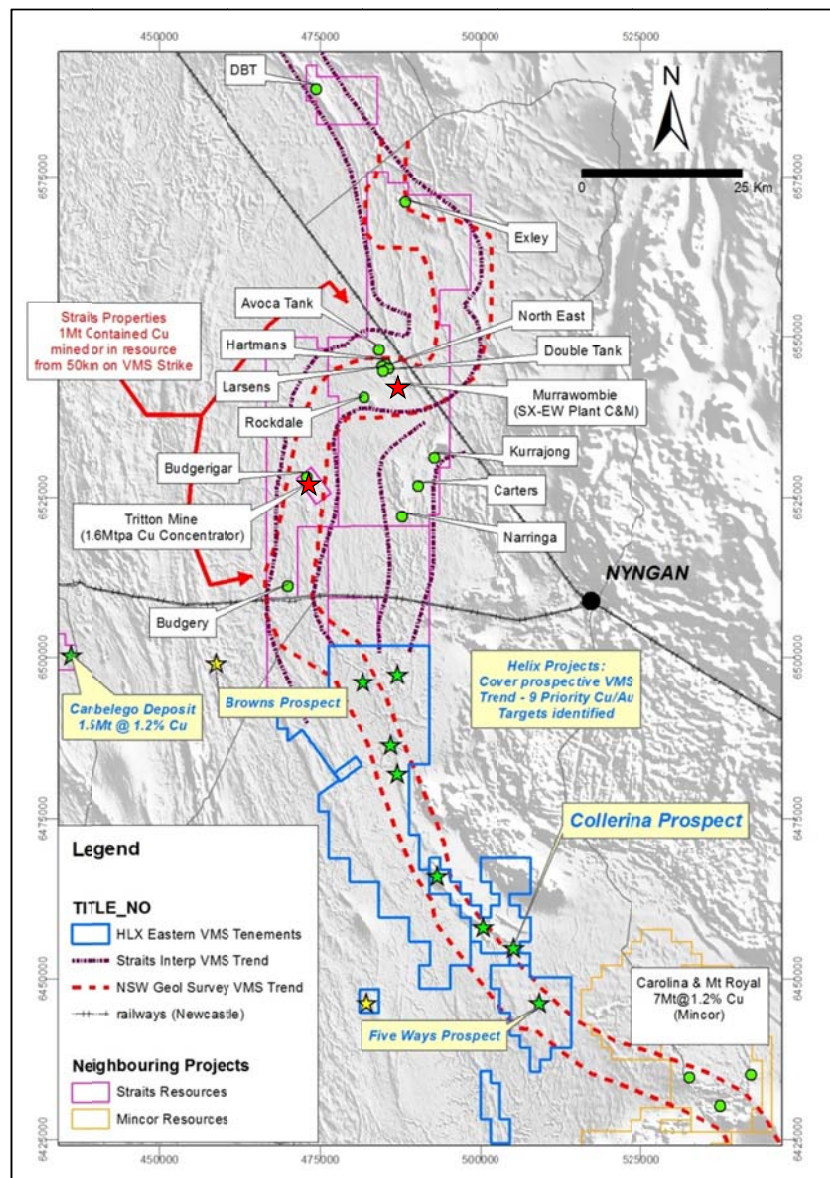 450000
475000
500000
525000
DBT
N
0
25 Km
6575000
6575000
Exley
Avoca Tank
North East
Straits Properties
1Mt Contained Cu
mined or in resource
from 50km on VMS Strike
Hartmans
Double Tank
6550000
6550000
Larsens
Murrawombie
(SX-EW Plant C&M)
Rockdale
Kurrajong
Budgerigar
Carters
6525000
6525000
Tritton Mine
(1.6Mtpa Cu Concentrator)
Narringa
NYNGAN
Budgery
6500000
6500000
Canbelego Deposit
1.5Mt @ 1.2% Cu
Browns Prospect
Helix Projects:
Cover prospective VMS
Trend - 9 Priority Cu/Au
Targets identified
6475000
6475000
Collerina Prospect
Legend
TITLE_NO
HLX Eastern VMS Tenements
Straits Interp VMS Trend
NSW Geol Survey VMS Trend
railways (Newcastle)
Neighbouring Projects
Straits Resources
Mincor Resources
6450000
6450000
Carolina & Mt Royal
7Mt@1.2% Cu
(Mincor)
Five Ways Prospect
6425000
6425000
450000
475000
500000
525000